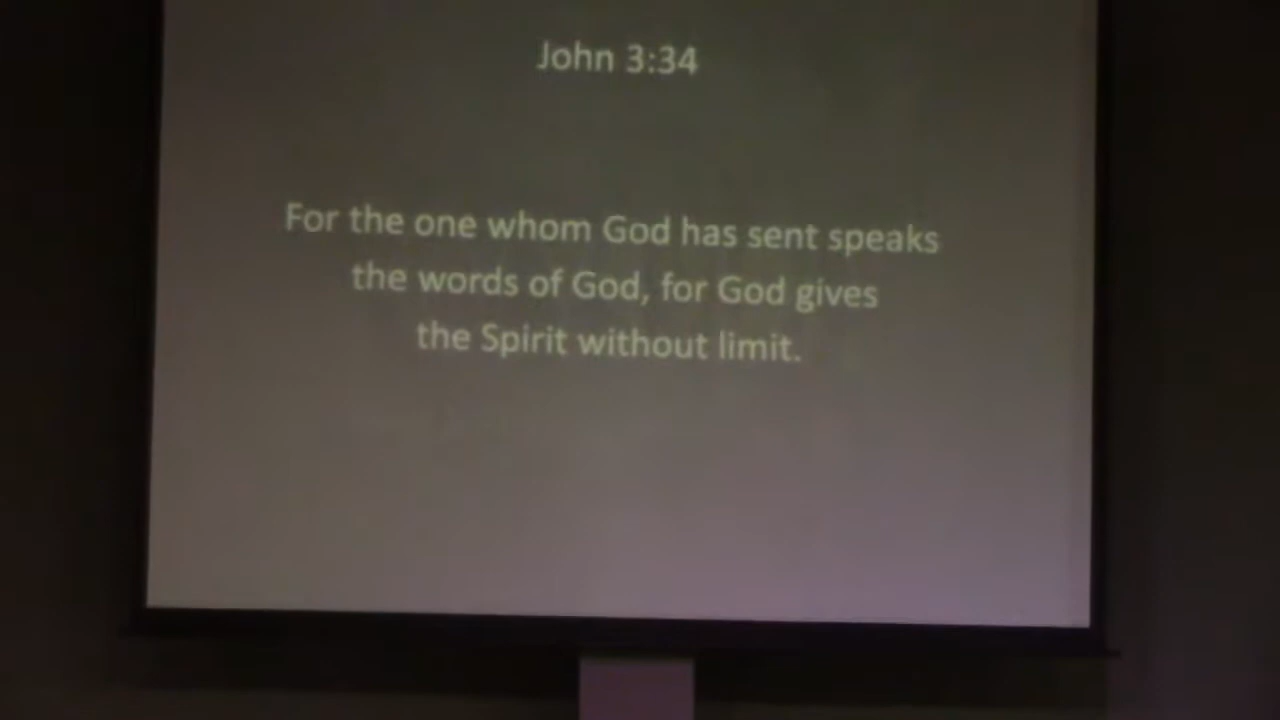 John 3:34
For the one whom God has sent speaks
the words of God, for God gives
the Spirit without limit.